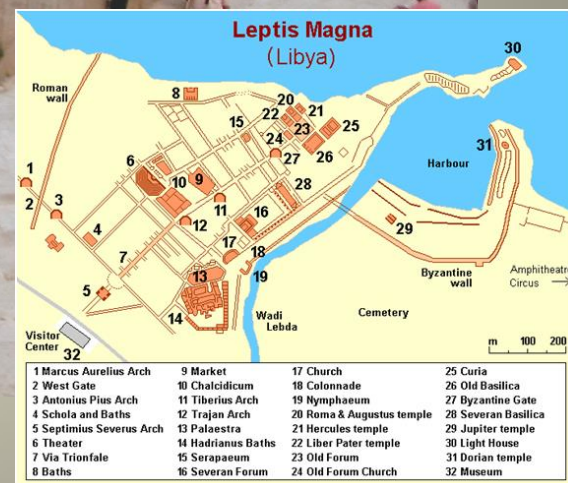 Leptis Magna
(Libya)
30
Roman
wall
8
20
21
22
15
23
25
24
31
1
6
27
26
Harbour
2
3
10
9
28
11
12
16
29
4
17
7
18
Byzantine
wall
Amphitheatre
Circus →
13
19
5
14
Wadi
Lebda
Cemetery
Visitor
Center
32
m 100 200
1 Marcus Aurelius Arch
2 West Gate
3 Antonius Pius Arch
4 Schola and Baths
5 Septimius Severus Arch
6 Theater
7 Via Trionfale
8 Baths
9 Market
10 Chalcidicum
11 Tiberius Arch
12 Trajan Arch
13 Palaestra
14 Hadrianus Baths
15 Serapaeum
16 Severan Forum
17 Church
18 Colonnade
19 Nymphaeum
20 Roma & Augustus temple
21 Hercules temple
22 Liber Pater temple
23 Old Forum
24 Old Forum Church
25 Curia
26 Old Basilica
27 Byzantine Gate
28 Severan Basilica
29 Jupiter temple
30 Light House
31 Dorian temple
32 Museum